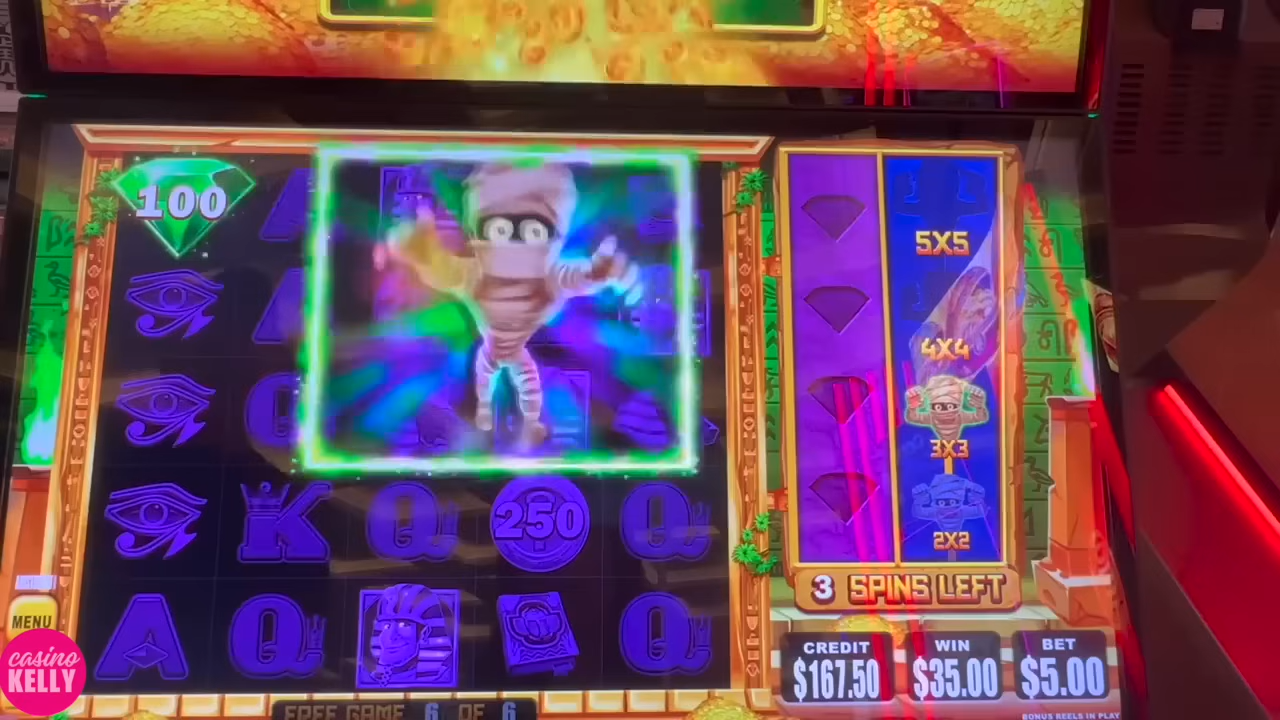 100
5X5
4X4
3X3
K Q 250 Q
2X2
3 SPINS LEFT
A Q Q
MENU
CREDIT WIN BET
$167.50 $35.00 $5.00
casino
KELLY
FREE GAME 6 OF 6
BONUS REELS IN PLAY